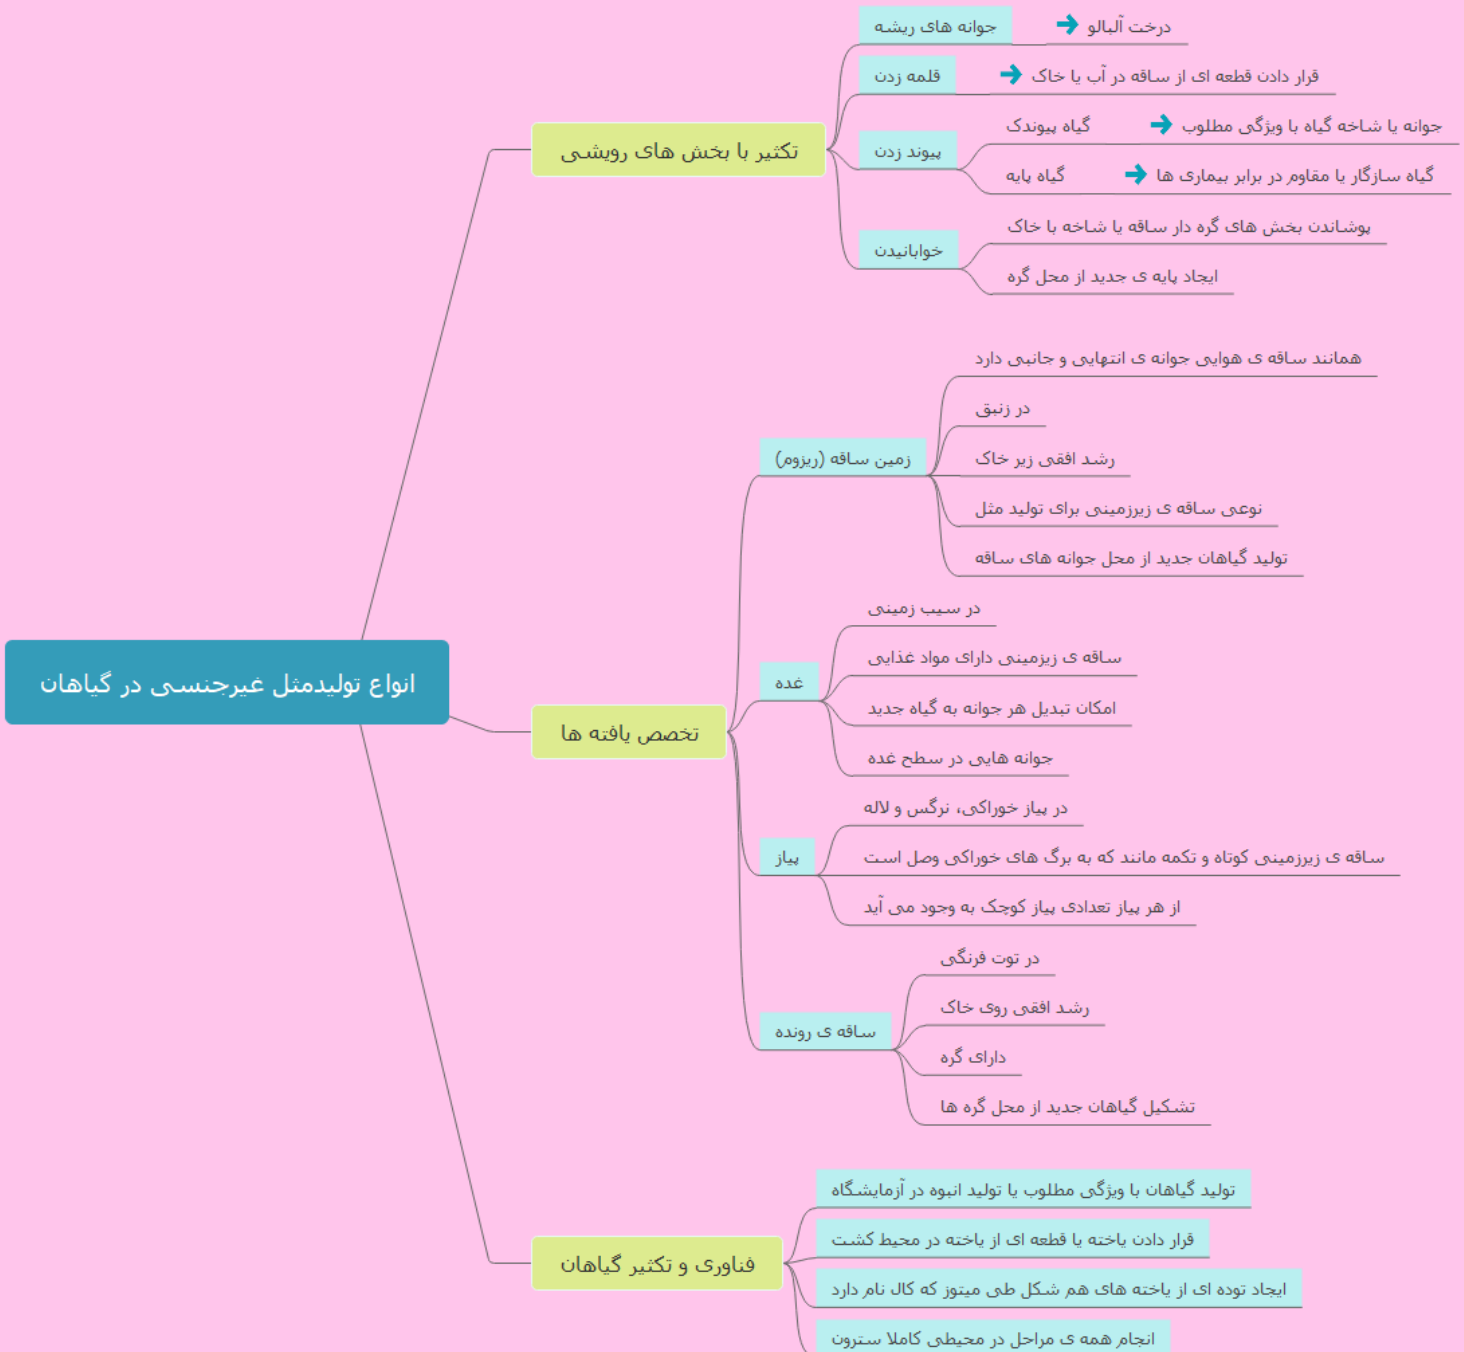 انواع تولیدمثل غیرجنسی در گیاهان
تکثیر با بخش های رویشی
جوانه های ریشه
درخت آلبالو
قلمه زدن
قرار دادن قطعه ای از ساقه در آب یا خاک
پیوند زدن
گیاه پیوندک
جوانه یا شاخه گیاه با ویژگی مطلوب
گیاه پایه
گیاه سازگار یا مقاوم در برابر بیماری ها
خوابانیدن
پوشاندن بخش های گره دار ساقه یا شاخه با خاک
ایجاد پایه ی جدید از محل گره
تخصص یافته ها
زمین ساقه (ریزوم)
همانند ساقه ی هوایی جوانه ی انتهایی و جانبی دارد
در زنبق
رشد افقی زیر خاک
نوعی ساقه ی زیرزمینی برای تولید مثل
تولید گیاهان جدید از محل جوانه های ساقه
غده
در سیب زمینی
ساقه ی زیزمینی دارای مواد غذایی
امکان تبدیل هر جوانه به گیاه جدید
جوانه هایی در سطح غده
پیاز
در پیاز خوراکی، نرگس و لاله
ساقه ی زیرزمینی کوتاه و تکمه مانند که به برگ های خوراکی وصل است
از هر پیاز تعدادی پیاز کوچک به وجود می آید
ساقه ی رونده
در توت فرنگی
رشد افقی روی خاک
دارای گره
تشکیل گیاهان جدید از محل گره ها
فناوری و تکثیر گیاهان
تولید گیاهان با ویژگی مطلوب یا تولید انبوه در آزمایشگاه
قرار دادن یاخته یا قطعه ای از یاخته در محیط کشت
ایجاد توده ای از یاخته های هم شکل طی میتوز که کال نام دارد
انجام همه ی مراحل در محیطی کاملا سترون